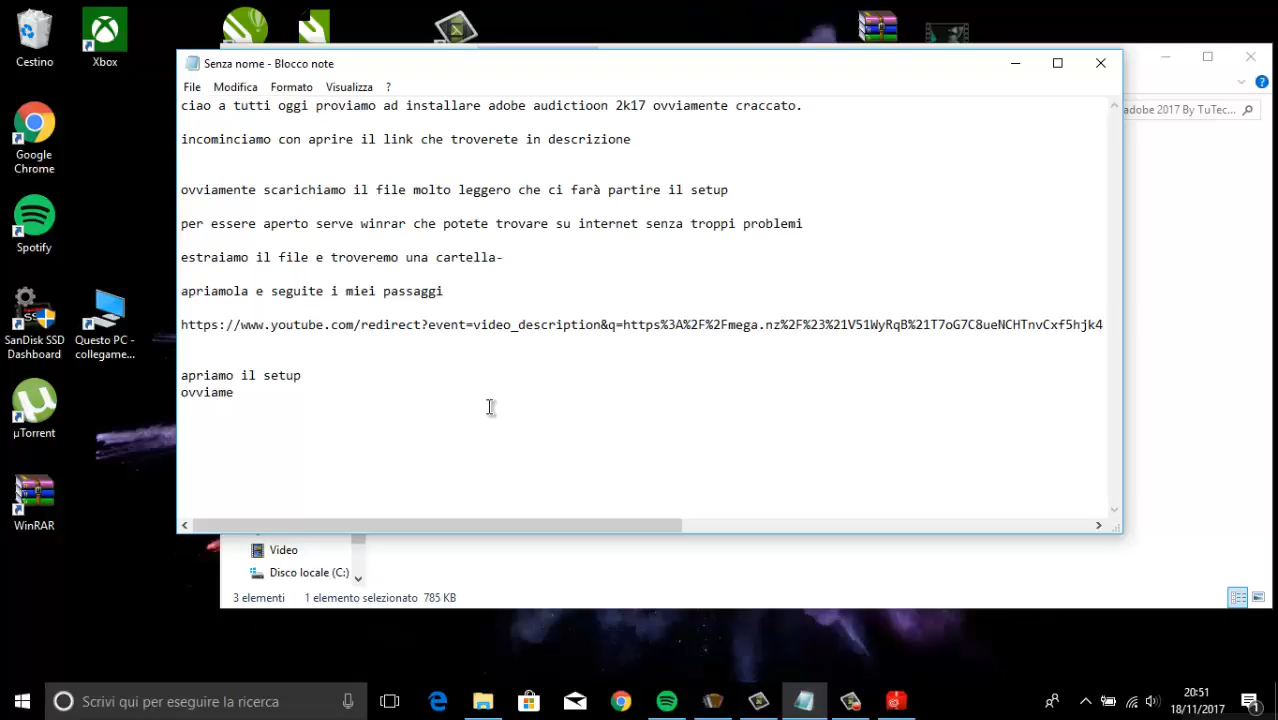 Cestino
Xbox
Google
Chrome
Spotify
SanDisk SSD
Dashboard
Questo PC -
collegame...
µTorrent
WinRAR
Senza nome - Blocco note
File Modifica Formato Visualizza ?
ciao a tutti oggi proviamo ad installare adobe audictioon 2k17 ovviamente craccato.
incominciamo con aprire il link che troverete in descrizione
ovviamente scarichiamo il file molto leggero che ci farà partire il setup
per essere aperto serve winrar che potete trovare su internet senza troppi problemi
estraiamo il file e troveremo una cartella-
apriamola e seguite i miei passaggi
https://www.youtube.com/redirect?event=video_description&q=https%3A%2F%2Fmega.nz%2F%23%21V51WyRqB%21T7oG7C8ueNCHTnvCxf5hjk4
apriamo il setup
ovviame
adobe 2017 By TuTec...
Video
Disco locale (C:)
3 elementi 1 elemento selezionato 785 KB
Scrivi qui per eseguire la ricerca
20:51
18/11/2017
1